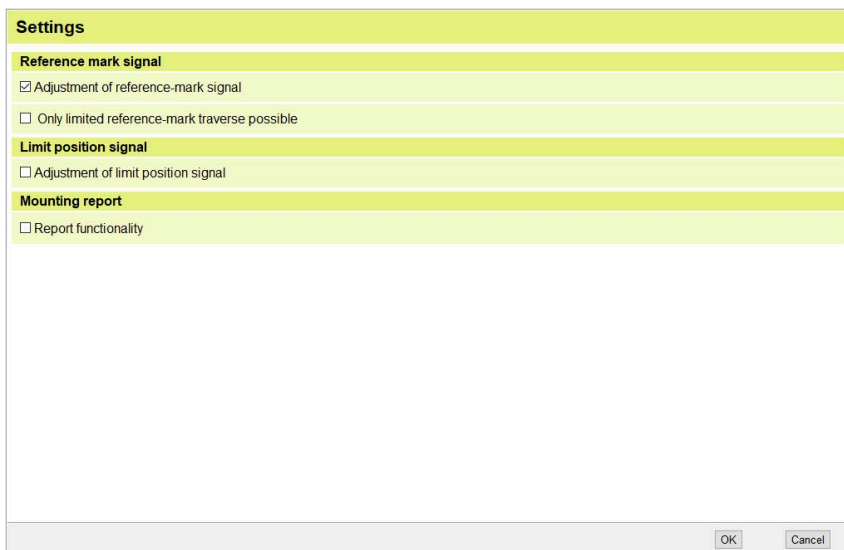 Settings
Reference mark signal
Adjustment of reference-mark signal
Only limited reference-mark traverse possible
Limit position signal
Adjustment of limit position signal
Mounting report
Report functionality
OK Cancel